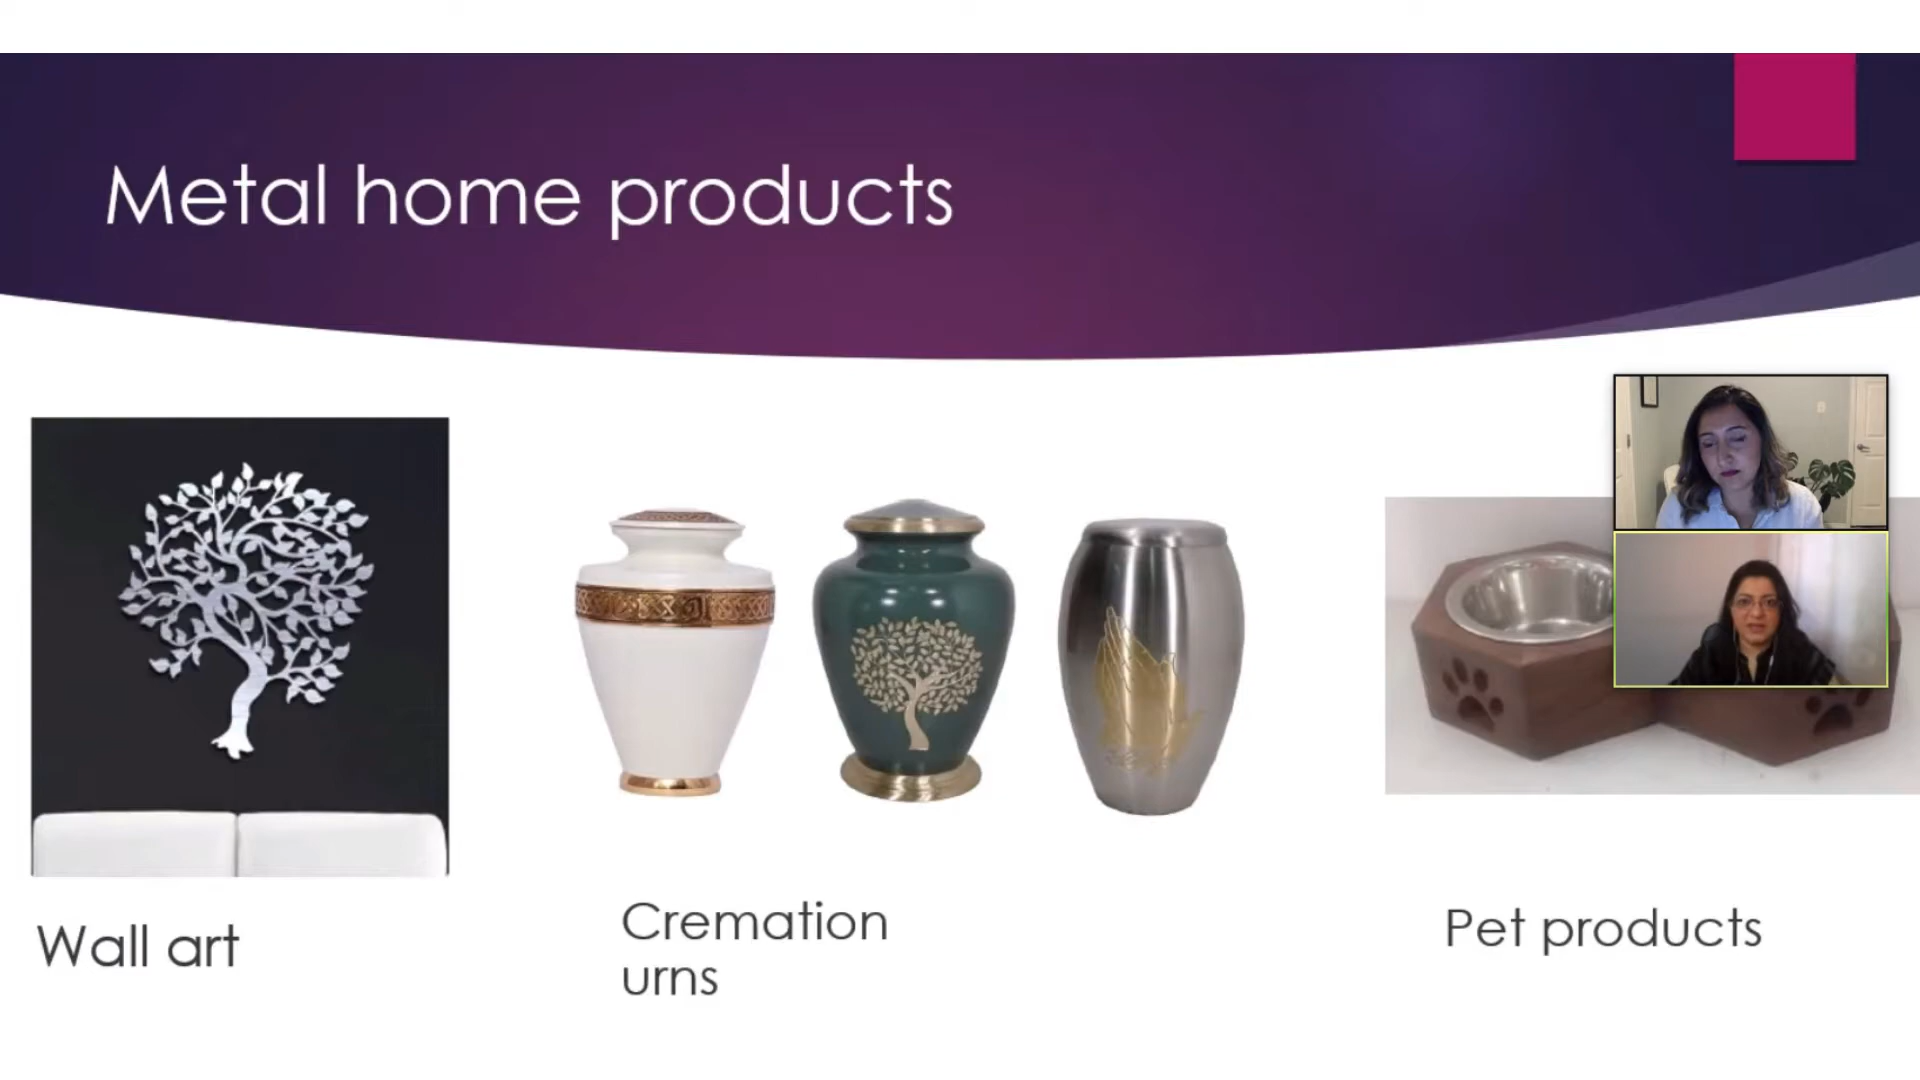 Metal home products
Wall art
Cremation
urns
Pet products